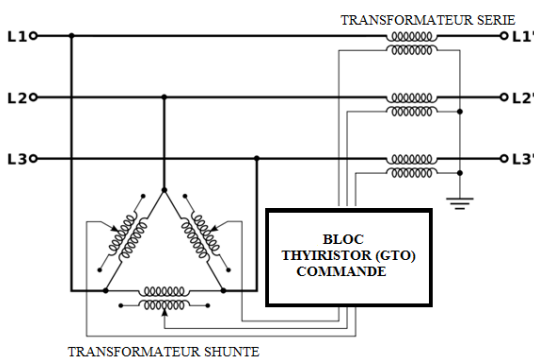 TRANSFORMATEUR SERIE
L1 L1'
L2 L2'
L3 L3'
BLOC
THYIRISTOR (GTO)
COMMANDE
TRANSFORMATEUR SHUNTE